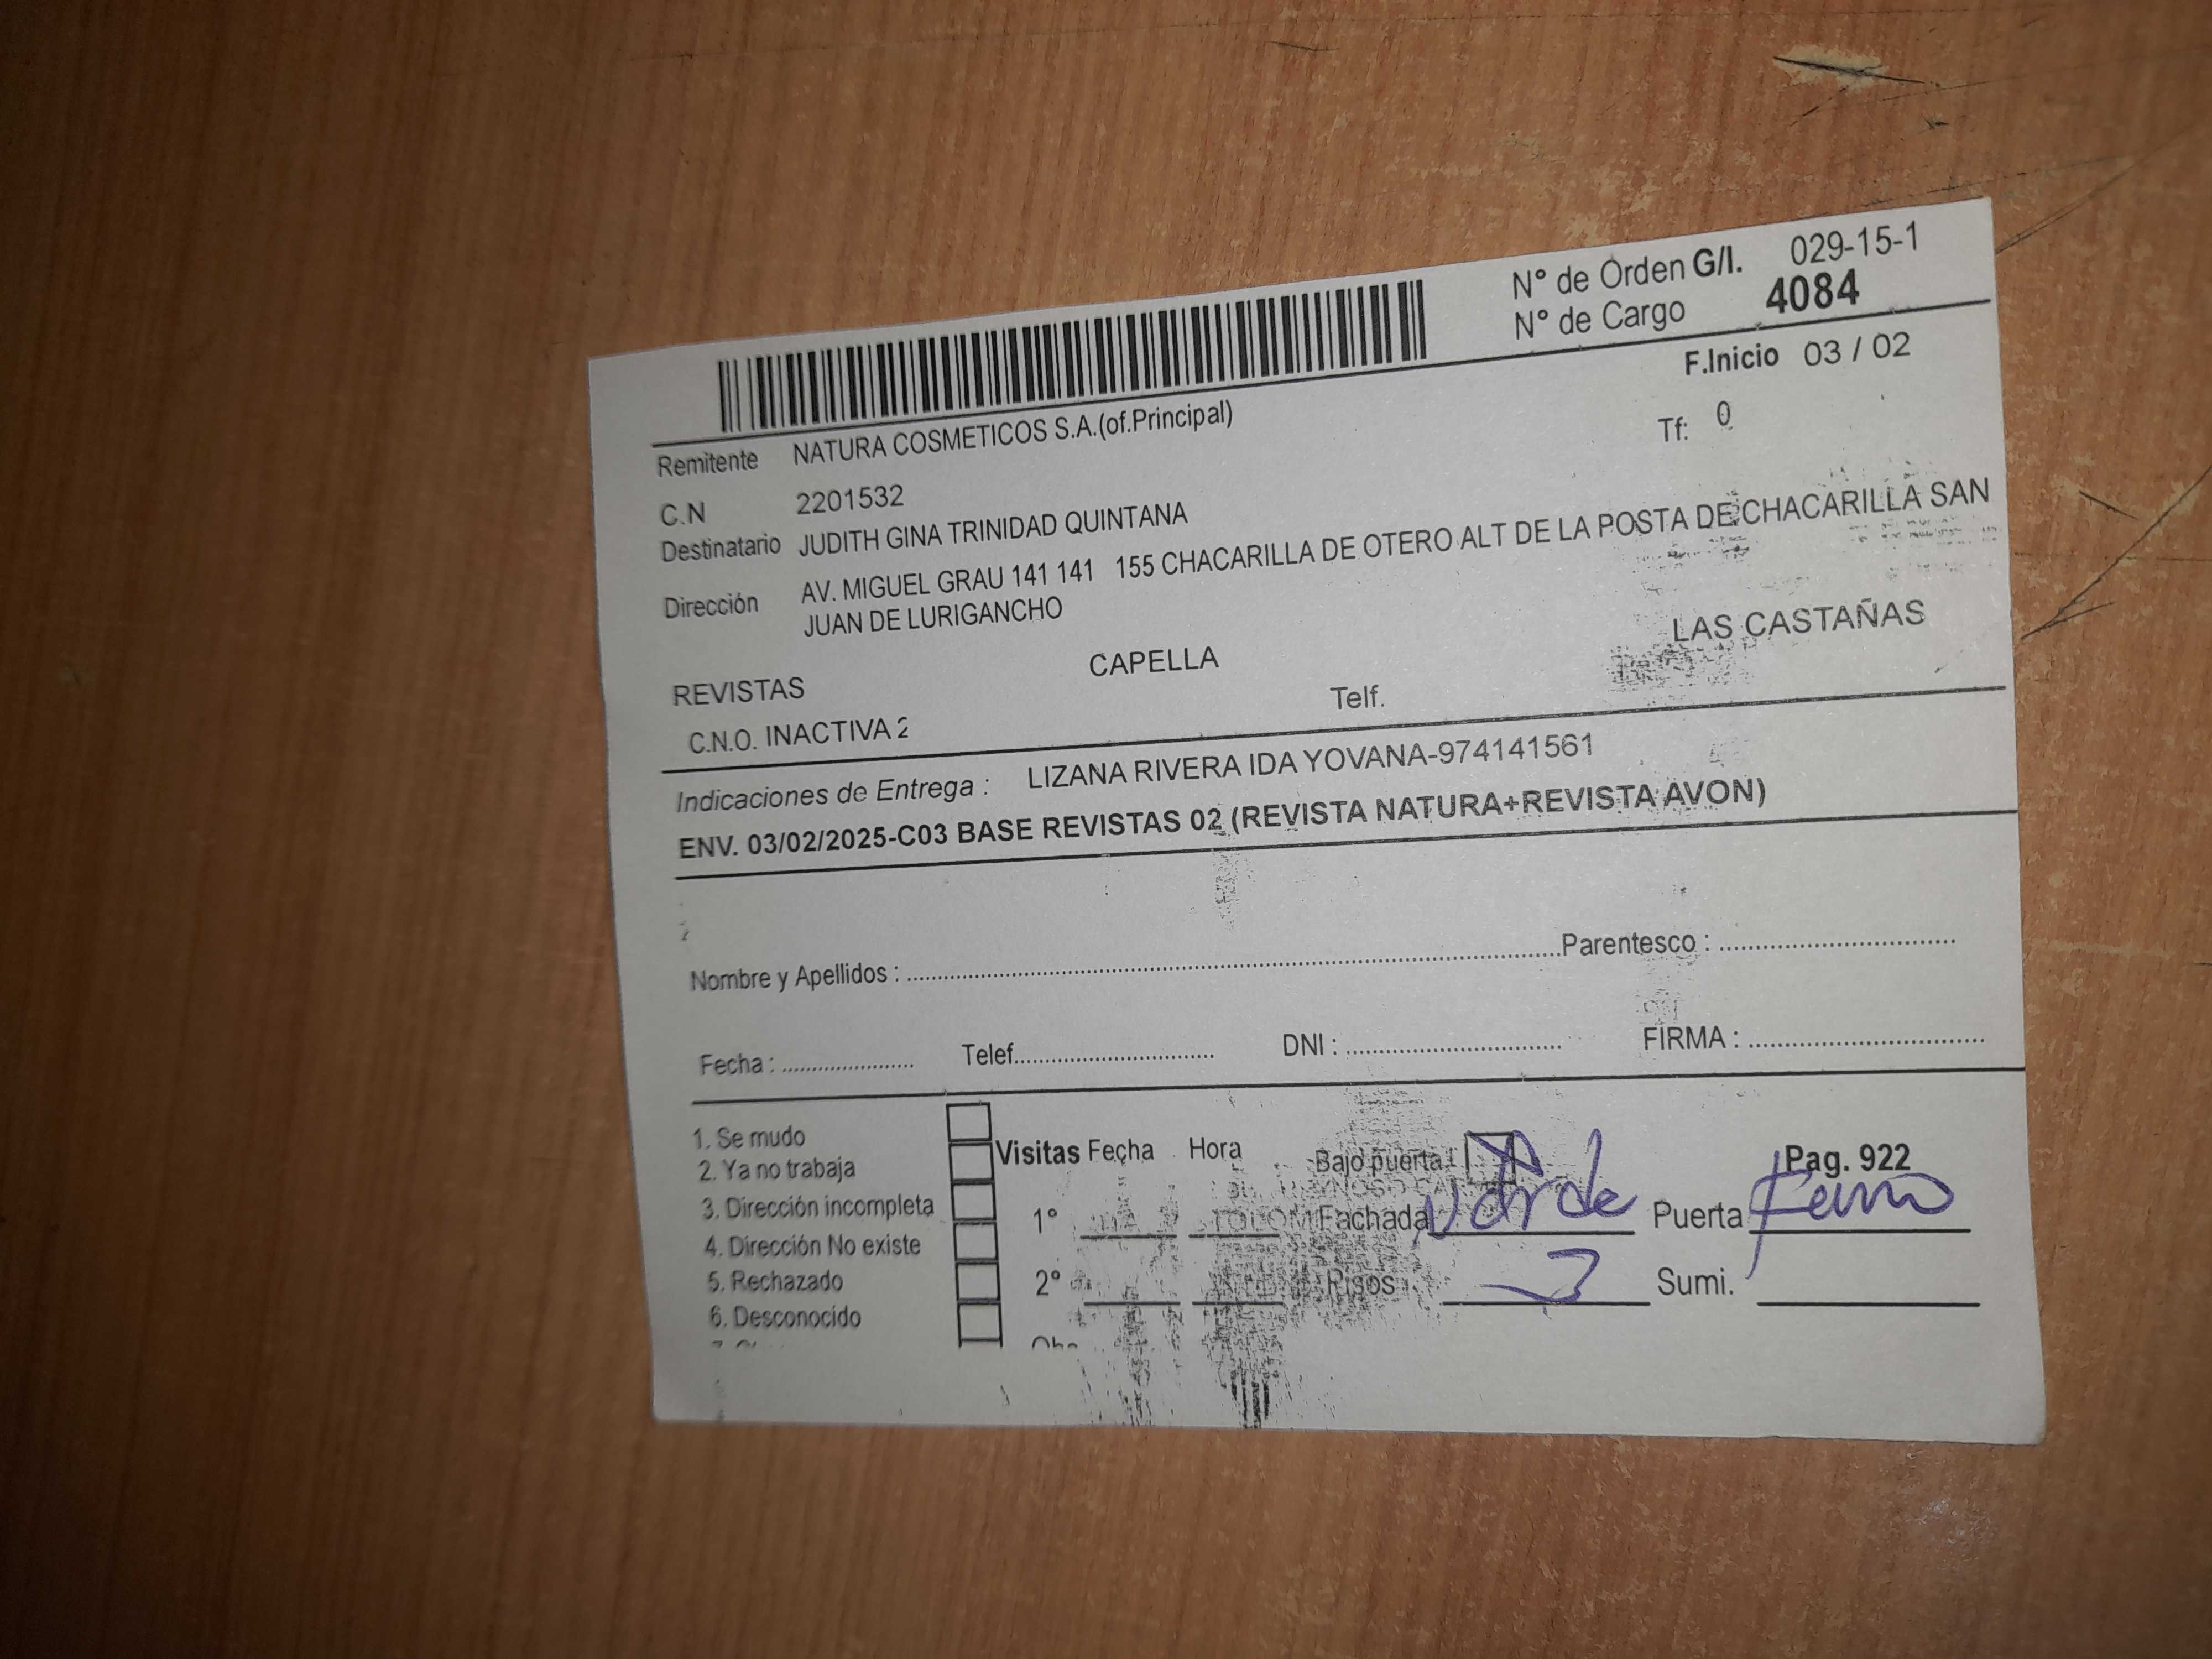 N° de Orden G/I. 029-15-1
N° de Cargo 4084
F.Inicio 03 / 02
Remitente NATURA COSMETICOS S.A.(of.Principal) Tf: 0
C.N 2201532
Destinatario JUDITH GINA TRINIDAD QUINTANA
Dirección AV. MIGUEL GRAU 141 141 155 CHACARILLA DE OTERO ALT DE LA POSTA DE CHACARILLA SAN
JUAN DE LURIGANCHO
REVISTAS CAPELLA LAS CASTAÑAS
C.N.O. INACTIVA 2 Telf.
Indicaciones de Entrega : LIZANA RIVERA IDA YOVANA-974141561
ENV. 03/02/2025-C03 BASE REVISTAS 02 (REVISTA NATURA+REVISTA AVON)
Nombre y Apellidos : Parentesco :
Fecha : Telef. DNI : FIRMA :
1. Se mudo
2. Ya no trabaja
3. Dirección incompleta
4. Dirección No existe
5. Rechazado
6. Desconocido
Visitas Fecha Hora
1°
2°
Bajo puerta Pag. 922
Fachada Puerta
Pisos 3 Sumi.